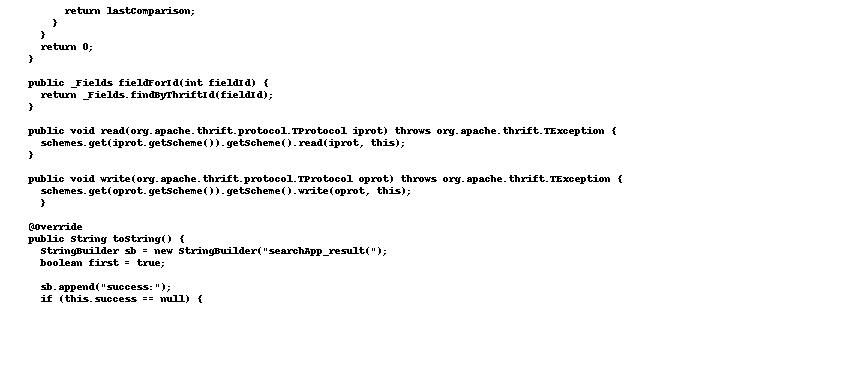 return lastComparison;
}
}
return 0;
}
public _Fields fieldForId(int fieldId) {
return _Fields.findByThriftId(fieldId);
}
public void read(org.apache.thrift.protocol.TProtocol iprot) throws org.apache.thrift.TException {
schemes.get(iprot.getScheme()).getScheme().read(iprot, this);
}
public void write(org.apache.thrift.protocol.TProtocol oprot) throws org.apache.thrift.TException {
schemes.get(oprot.getScheme()).getScheme().write(oprot, this);
}
@Override
public String toString() {
StringBuilder sb = new StringBuilder("searchApp_result(");
boolean first = true;
sb.append("success:");
if (this.success == null) {